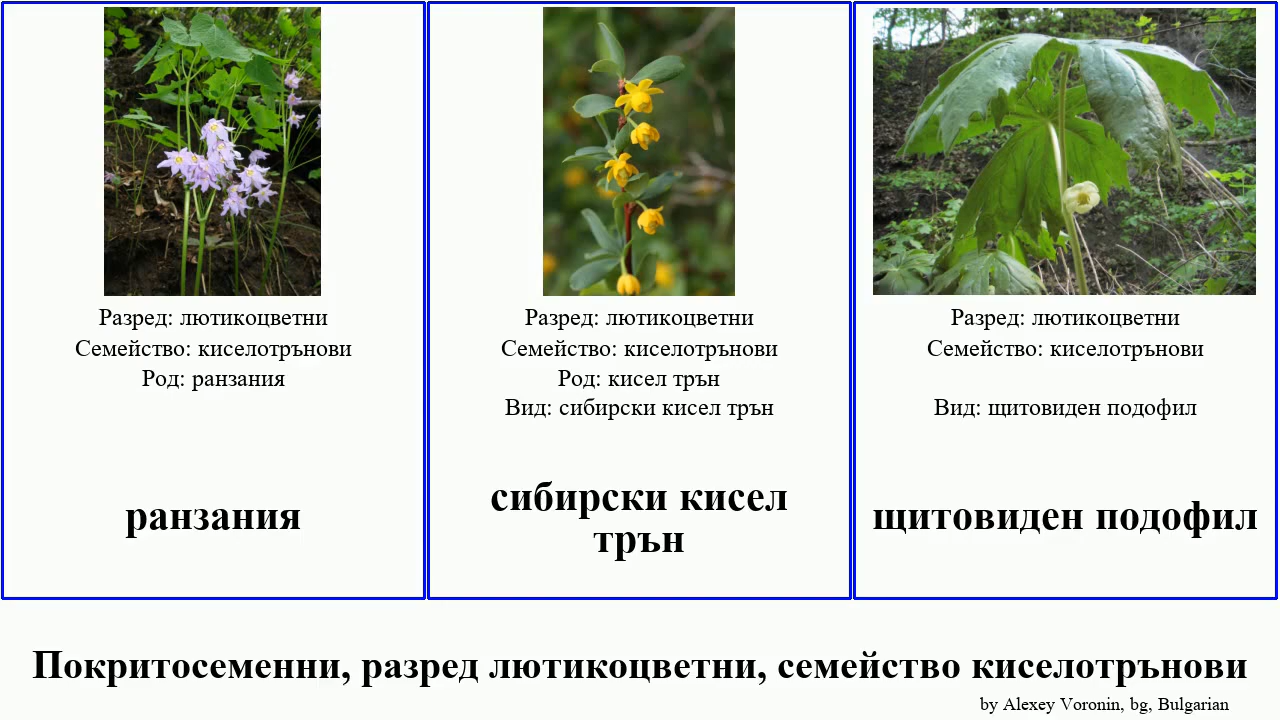 Разред: лютикоцветни
Семейство: киселотрънови
Род: ранзания
ранзания
Разред: лютикоцветни
Семейство: киселотрънови
Род: кисел трън
Вид: сибирски кисел трън
сибирски кисел
трън
Разред: лютикоцветни
Семейство: киселотрънови
Вид: щитовиден подофил
щитовиден подофил
Покритосеменни, разред лютикоцветни, семейство киселотрънови
by Alexey Voronin, bg, Bulgarian